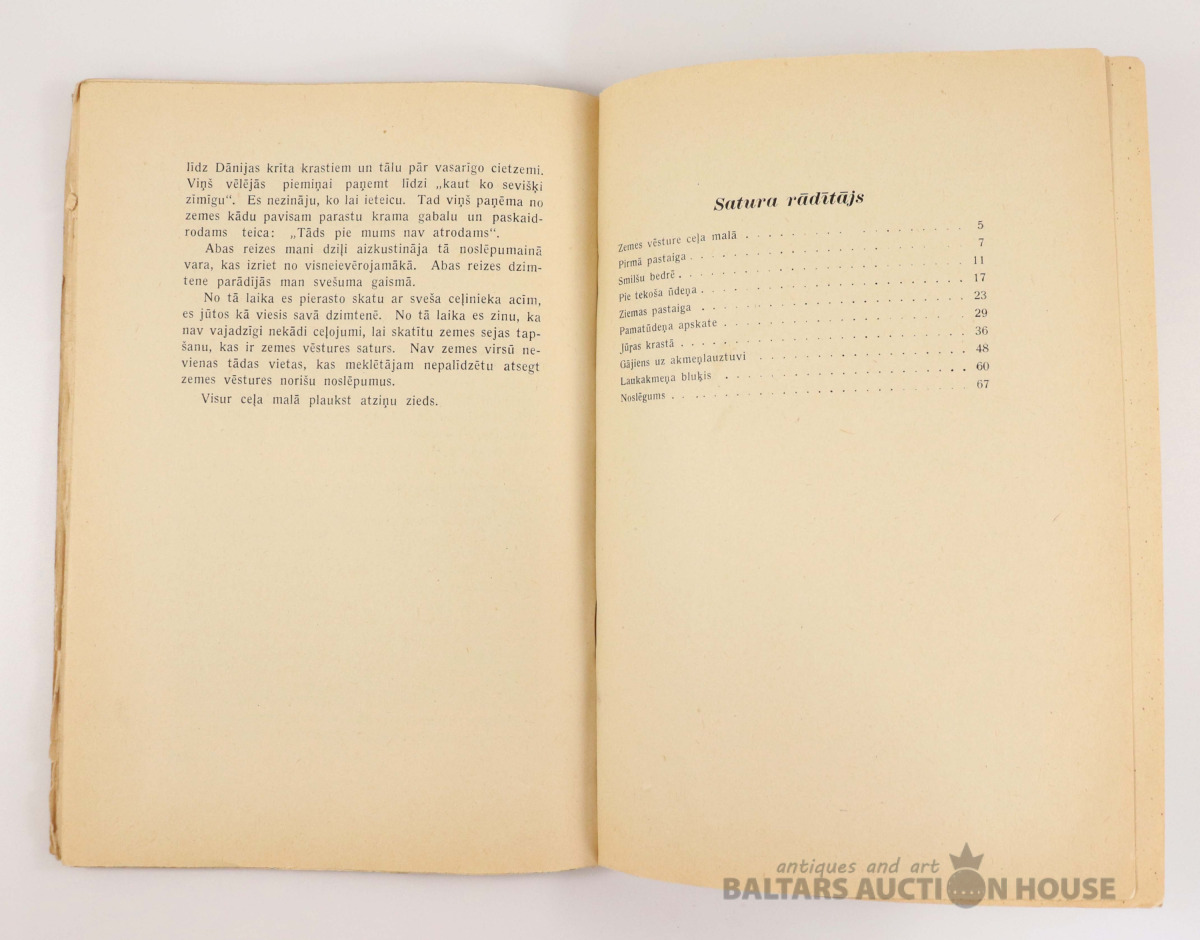 līdz Dānijas krīta krastiem un tālu pār vasarīgo cietzemi.
Viņš vēlējās piemiņai paņemt līdzi „kaut ko sevišķi
zīmīgu“. Es nezināju, ko lai ieteicu. Tad viņš paņēma no
zemes kādu pavisam parastu krama gabalu un paskaid-
rodams teica: „Tāds pie mums nav atrodams“.
Abas reizes mani dziļi aizkustināja tā noslēpumainā
vara, kas izriet no visneievērojamākā. Abas reizes dzim-
tene parādījās man svešuma gaismā.
No tā laika es pierasto skatu ar sveša ceļinieka acīm,
es jūtos kā viesis savā dzimtenē. No tā laika es zinu, ka
nav vajadzīgi nekādi ceļojumi, lai skatītu zemes sejas tap-
šanu, kas ir zemes vēstures saturs. Nav zemes virsū ne-
vienas tādas vietas, kas meklētājam nepalīdzētu atsegt
zemes vēstures norišu noslēpumus.
Visur ceļa malā plaukst atziņu zieds.
Satura rādītājs
Zemes vēsture ceļa malā . . . . . . . . . . . . . . . 5
Pirmā pastaiga . . . . . . . . . . . . . . . . . . 7
Smilšu bedrē . . . . . . . . . . . . . . . . . . . 11
Pie tekoša ūdeņa . . . . . . . . . . . . . . . . . . 17
Ziemas pastaiga . . . . . . . . . . . . . . . . . . 23
Pamatūdeņa apskate . . . . . . . . . . . . . . . . . 29
Jūŗas krastā . . . . . . . . . . . . . . . . . . . 36
Gājiens uz akmeņlauztuvi . . . . . . . . . . . . . . . 48
Laukakmeņa bluķis . . . . . . . . . . . . . . . . . 60
Noslēgums . . . . . . . . . . . . . . . . . . . . 67
antiques and art
BALTARS AUCTION HOUSE